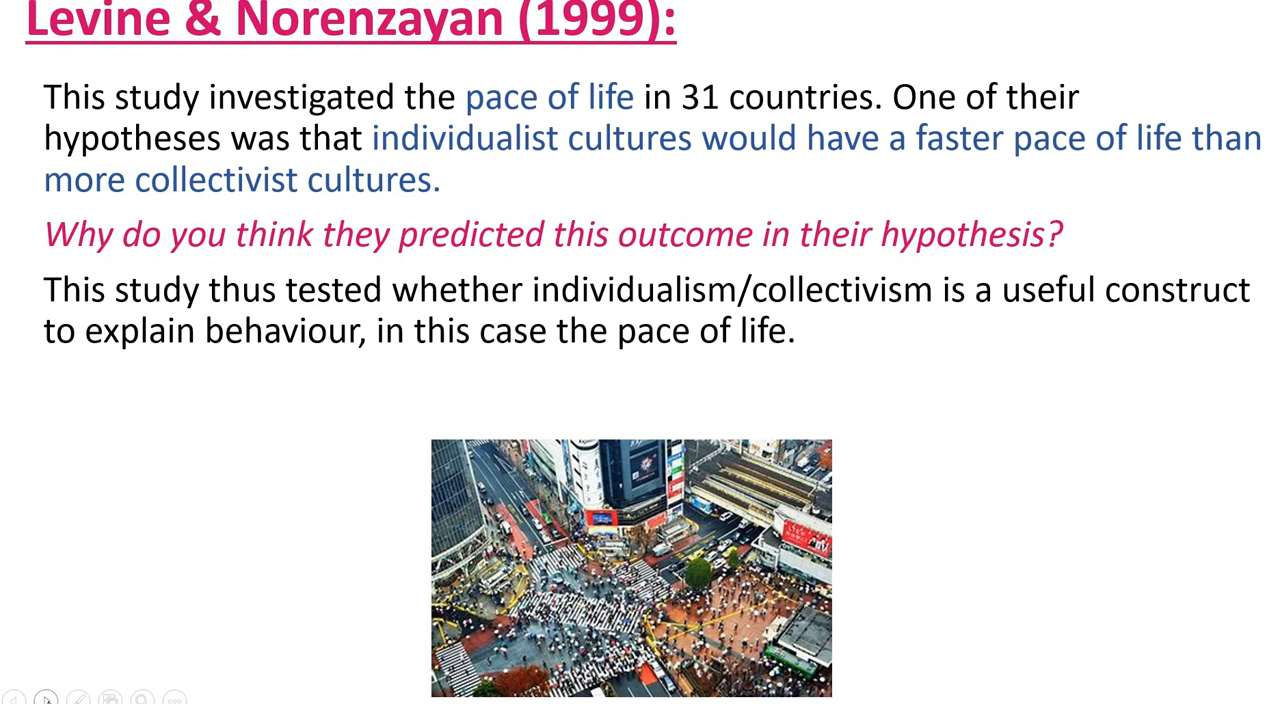 Levine & Norenzayan (1999):
This study investigated the pace of life in 31 countries. One of their
hypotheses was that individualist cultures would have a faster pace of life than
more collectivist cultures.
Why do you think they predicted this outcome in their hypothesis?
This study thus tested whether individualism/collectivism is a useful construct
to explain behaviour, in this case the pace of life.